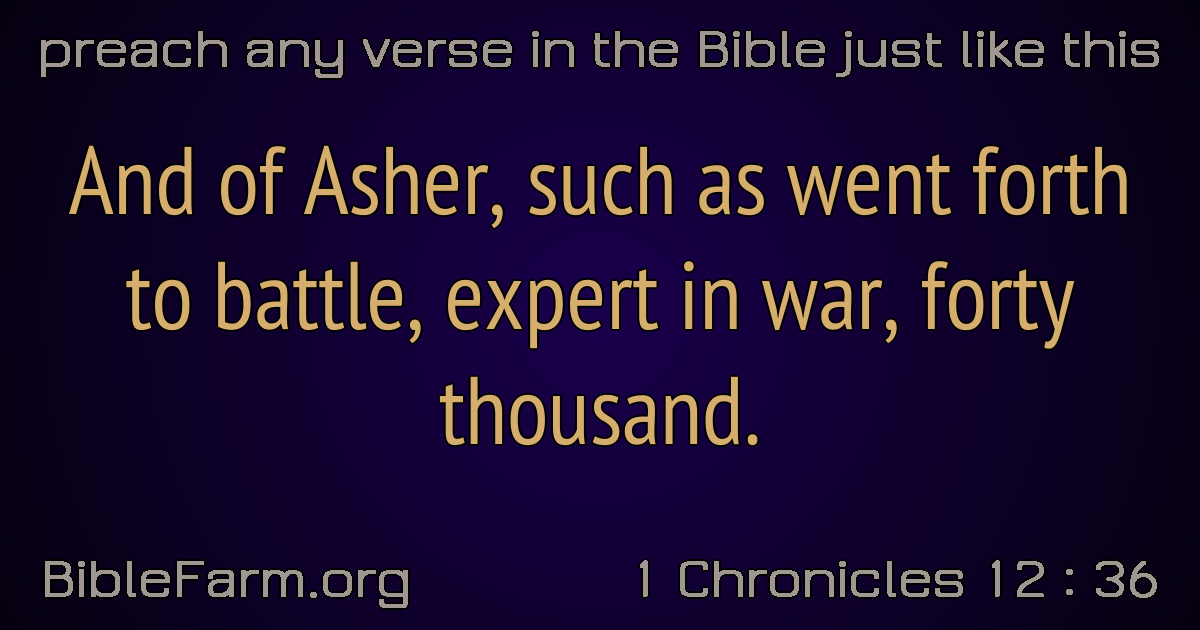 preach any verse in the Bible just like this
And of Asher, such as went forth
to battle, expert in war, forty
thousand.
BibleFarm.org
1 Chronicles 12 : 36